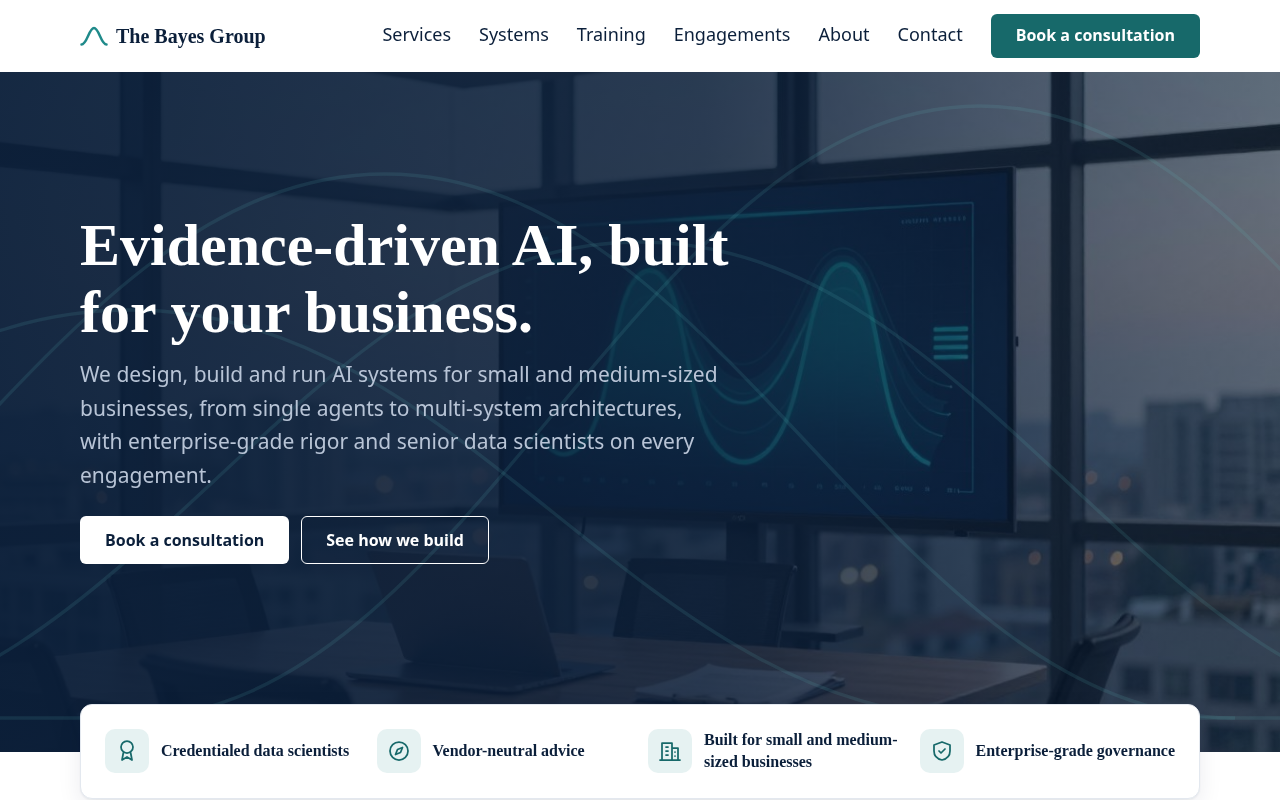 The Bayes Group
Services
Systems
Training
Engagements
About
Contact
Book a consultation
Evidence-driven AI, built
for your business.
We design, build and run AI systems for small and medium-sized
businesses, from single agents to multi-system architectures,
with enterprise-grade rigor and senior data scientists on every
engagement.
Book a consultation
See how we build
Credentialed data scientists
Vendor-neutral advice
Built for small and medium-
sized businesses
Enterprise-grade governance